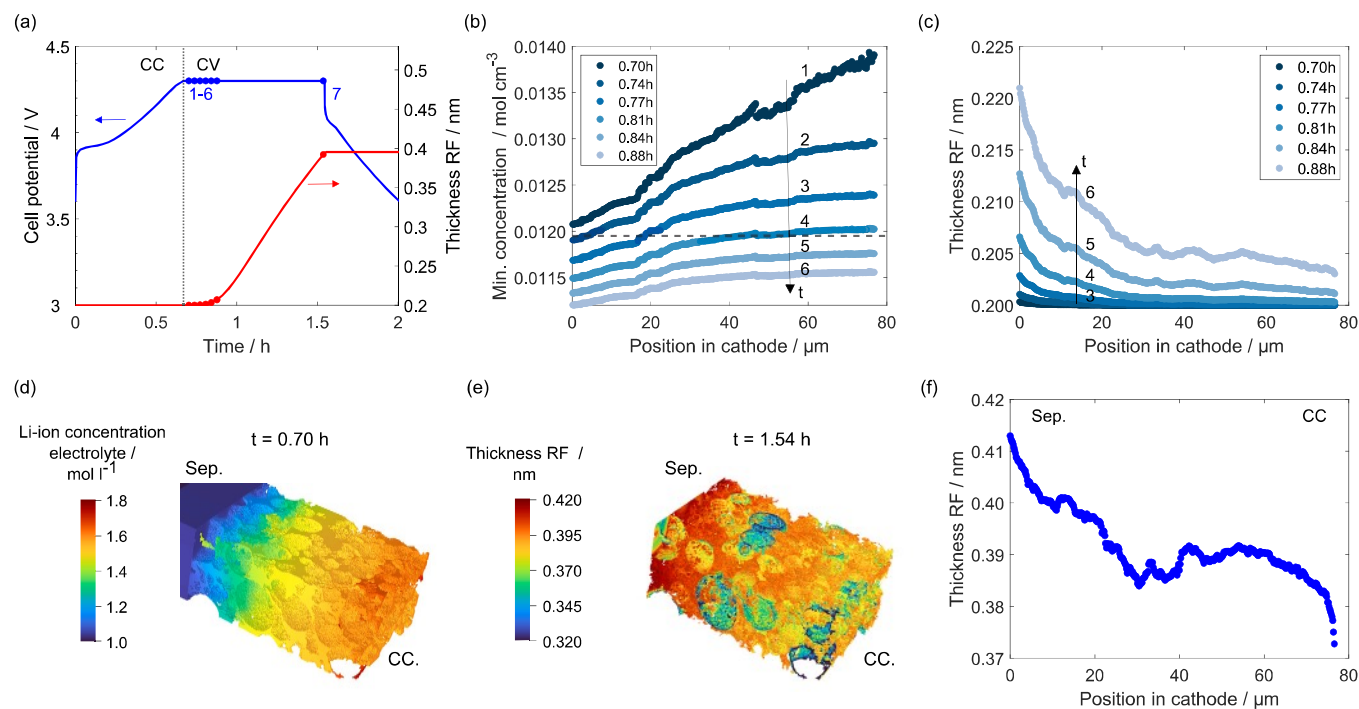 (a)
4.5
4
3.5
3
Cell potential / V
CC
CV
1-6
7
0.5
0.4
0.3
0.2
Thickness RF / nm
0
0.5
1
1.5
2
Time / h
(b)
0.0140
0.0135
0.0130
0.0125
0.0120
0.0115
Min. concentration / mol cm⁻³
0.70h
0.74h
0.77h
0.81h
0.84h
0.88h
1
2
3
4
5
6
t
0
20
40
60
80
Position in cathode / µm
(c)
0.225
0.220
0.215
0.210
0.205
0.200
Thickness RF / nm
0.70h
0.74h
0.77h
0.81h
0.84h
0.88h
t
6
5
4
3
0
20
40
60
80
Position in cathode / µm
(d)
Li-ion concentration
electrolyte /
mol l⁻¹
t = 0.70 h
Sep.
1.8
1.6
1.4
1.2
1.0
CC.
(e)
Thickness RF /
nm
t = 1.54 h
Sep.
0.420
0.395
0.370
0.345
0.320
CC.
(f)
0.42
0.41
0.40
0.39
0.38
0.37
Thickness RF / nm
Sep.
CC
0
20
40
60
80
Position in cathode / µm